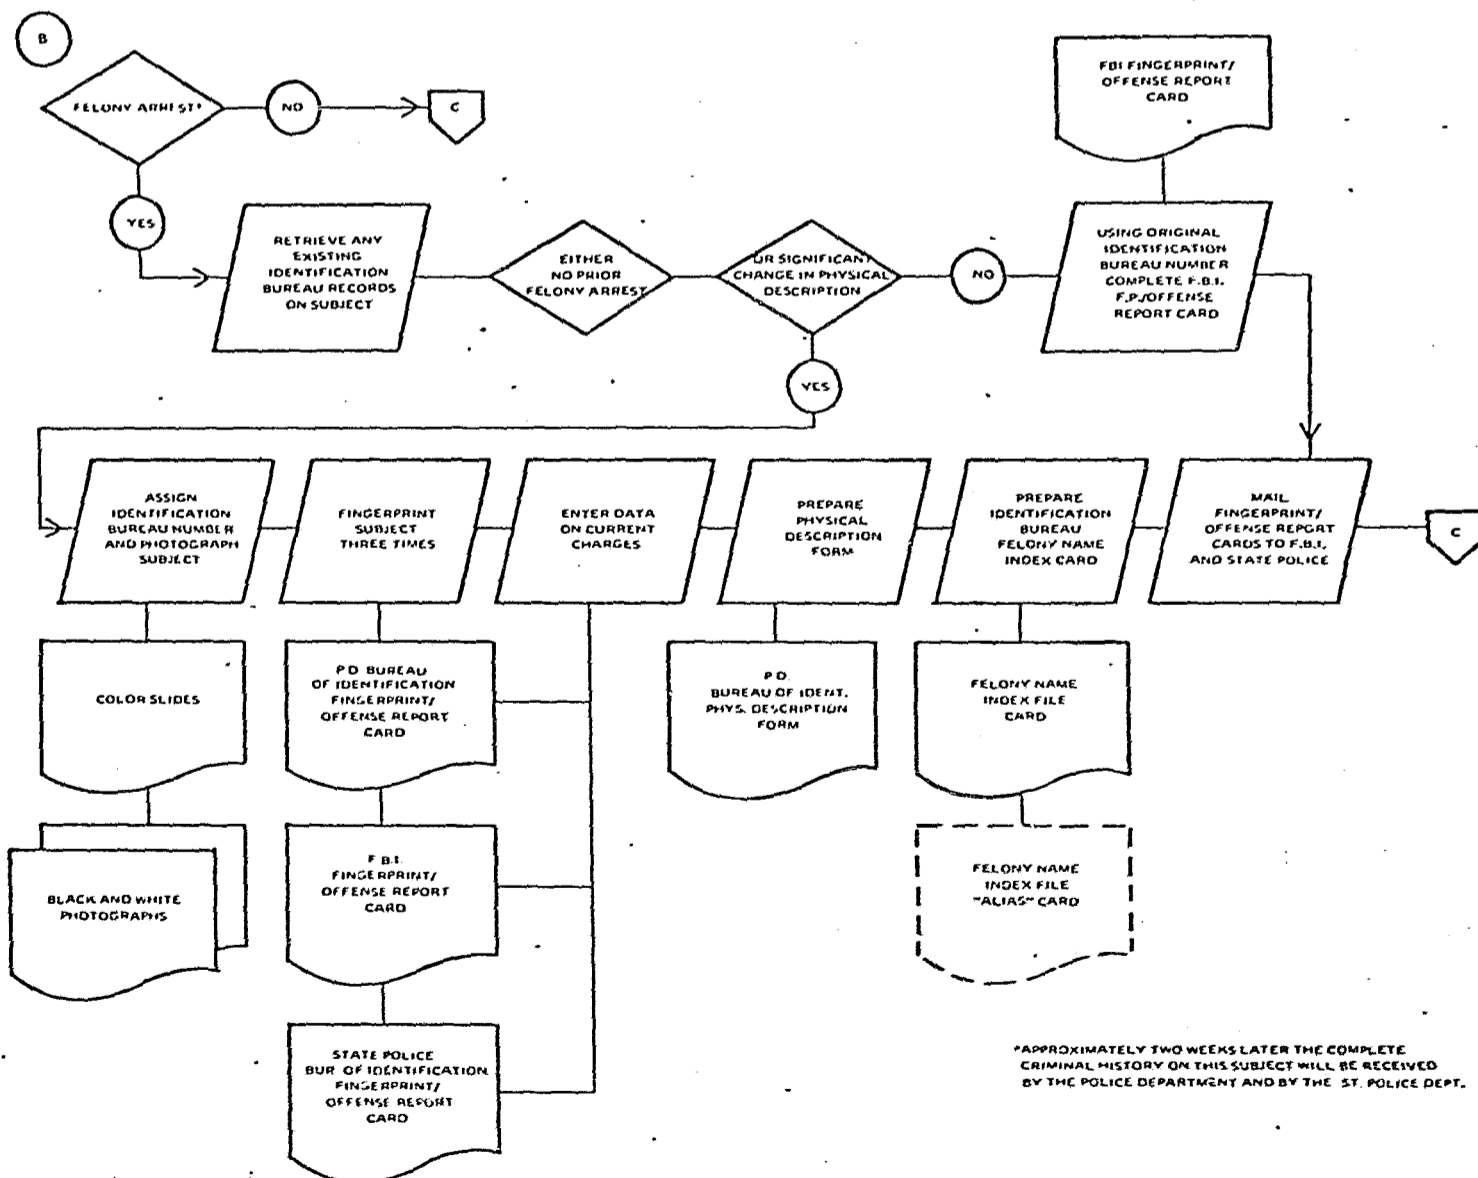 B
FELONY ARREST*
NO
C
YES
RETRIEVE ANY
EXISTING
IDENTIFICATION
BUREAU RECORDS
ON SUBJECT
EITHER
NO PRIOR
FELONY ARREST
OR SIGNIFICANT
CHANGE IN PHYSICAL
DESCRIPTION
NO
YES
FBI FINGERPRINT/
OFFENSE REPORT
CARD
USING ORIGINAL
IDENTIFICATION
BUREAU NUMBER
COMPLETE F.B.I.
F.P./OFFENSE
REPORT CARD
ASSIGN
IDENTIFICATION
BUREAU NUMBER
AND PHOTOGRAPH
SUBJECT
FINGERPRINT
SUBJECT
THREE TIMES
ENTER DATA
ON CURRENT
CHARGES
PREPARE
PHYSICAL
DESCRIPTION
FORM
PREPARE
IDENTIFICATION
BUREAU
FELONY NAME
INDEX CARD
MAIL
FINGERPRINT/
OFFENSE REPORT
CARDS TO F.B.I.
AND STATE POLICE
C
COLOR SLIDES
P.D. BUREAU
OF IDENTIFICATION
FINGERPRINT/
OFFENSE REPORT
CARD
P.D.
BUREAU OF IDENT.
PHYS. DESCRIPTION
FORM
FELONY NAME
INDEX FILE
CARD
BLACK AND WHITE
PHOTOGRAPHS
F.B.I.
FINGERPRINT/
OFFENSE REPORT
CARD
FELONY NAME
INDEX FILE
"ALIAS" CARD
STATE POLICE
BUR OF IDENTIFICATION
FINGERPRINT/
OFFENSE REPORT
CARD
*APPROXIMATELY TWO WEEKS LATER THE COMPLETE
CRIMINAL HISTORY ON THIS SUBJECT WILL BE RECEIVED
BY THE POLICE DEPARTMENT AND BY THE ST. POLICE DEPT.